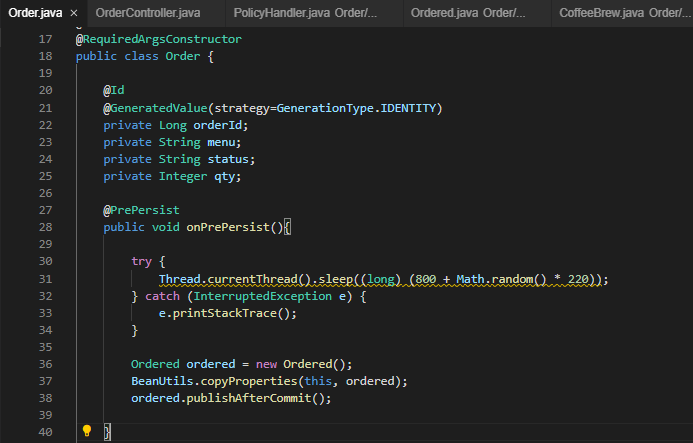 Order.java × OrderController.java PolicyHandler.java Order/... Ordered.java Order/... CoffeeBrew.java Order/...
17 @RequiredArgsConstructor
18 public class Order {
19
20 @Id
21 @GeneratedValue(strategy=GenerationType.IDENTITY)
22 private Long orderId;
23 private String menu;
24 private String status;
25 private Integer qty;
26
27 @PrePersist
28 public void onPrePersist(){
29
30 try {
31 Thread.currentThread().sleep((long) (800 + Math.random() * 220));
32 } catch (InterruptedException e) {
33 e.printStackTrace();
34 }
35
36 Ordered ordered = new Ordered();
37 BeanUtils.copyProperties(this, ordered);
38 ordered.publishAfterCommit();
39
40 }